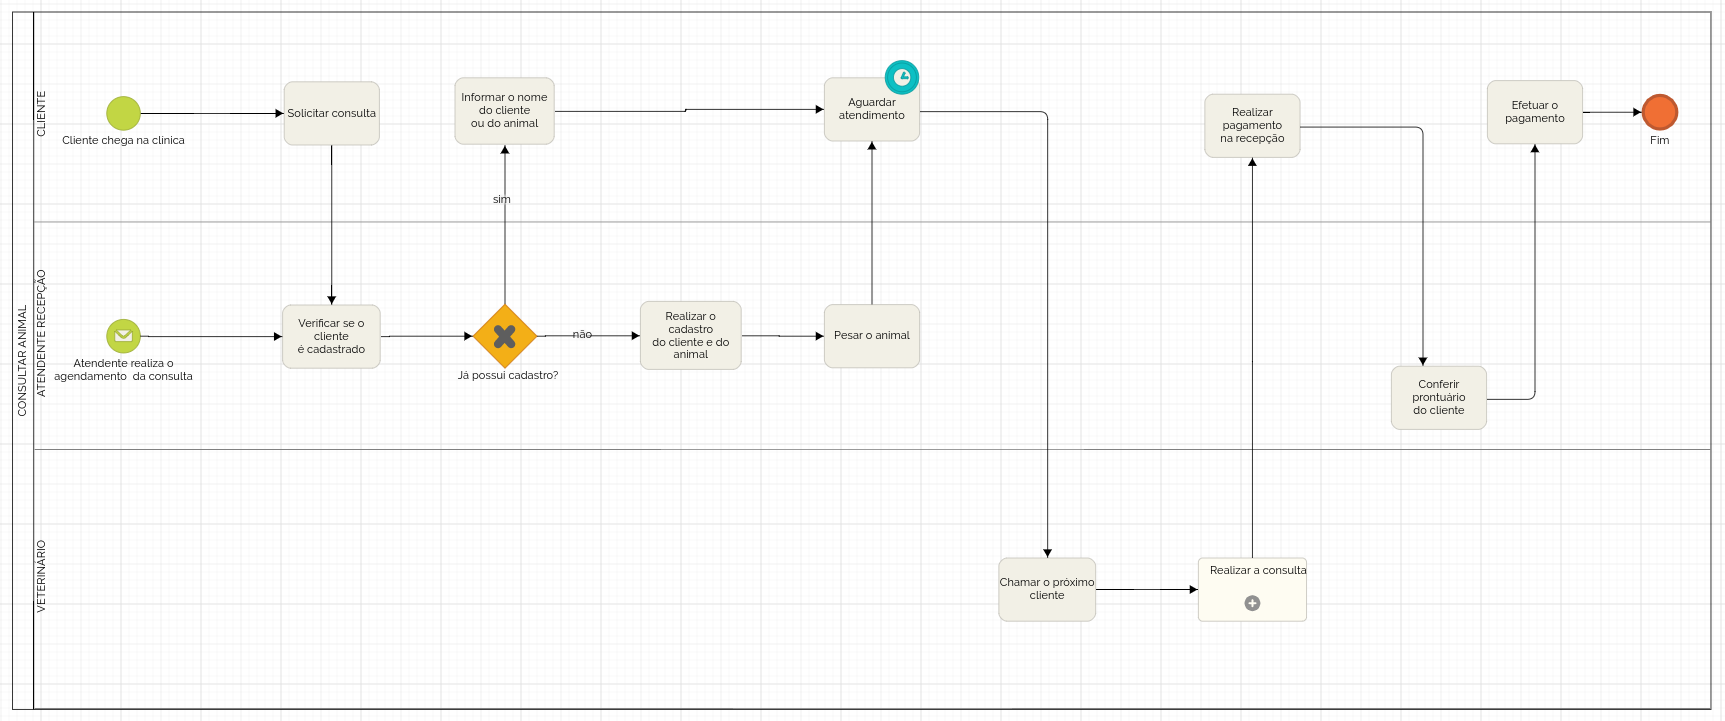 CONSULTAR ANIMAL
CLIENTE
Cliente chega na clinica
Solicitar consulta
Informar o nome
do cliente
ou do animal
Aguardar
atendimento
Realizar
pagamento
na recepção
Efetuar o
pagamento
Fim
sim
ATENDENTE RECEPÇÃO
Atendente realiza o
agendamento da consulta
Verificar se o
cliente
é cadastrado
Já possui cadastro?
não
Realizar o
cadastro
do cliente e do
animal
Pesar o animal
Conferir
prontuário
do cliente
VETERINÁRIO
Chamar o próximo
cliente
Realizar a consulta